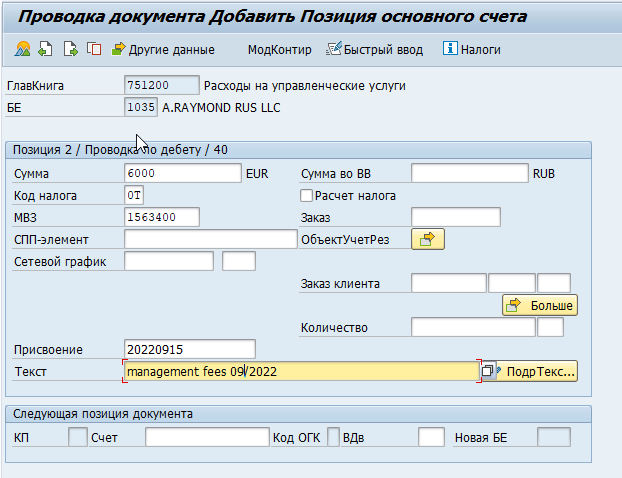 Проводка документа Добавить Позиция основного счета
Другие данные МодКонтир Быстрый ввод Налоги
ГлавКнига 751200 Расходы на управленческие услуги
БЕ 1035 A.RAYMOND RUS LLC
Позиция 2 / Проводка по дебету / 40
Сумма 6000 EUR Сумма во ВВ RUB
Код налога 0T Расчет налога
МВЗ 1563400 Заказ
СПП-элемент ОбъектУчетРез
Сетевой график
Заказ клиента
Больше
Количество
Присвоение 20220915
Текст management fees 09/2022 ПодрТекс...
Следующая позиция документа
КП Счет Код ОГК ВДв Новая БЕ